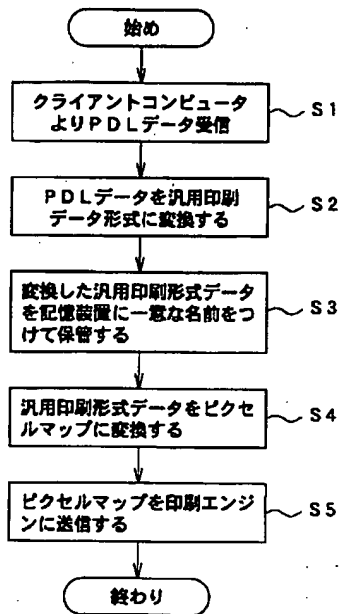 始め
クライアントコンピュータ
よりPDLデータ受信
S1
PDLデータを汎用印刷
データ形式に変換する
S2
変換した汎用印刷形式データ
を記憶装置に一意な名前をつ
けて保管する
S3
汎用印刷形式データをピクセ
ルマップに変換する
S4
ピクセルマップを印刷エンジ
ンに送信する
S5
終わり